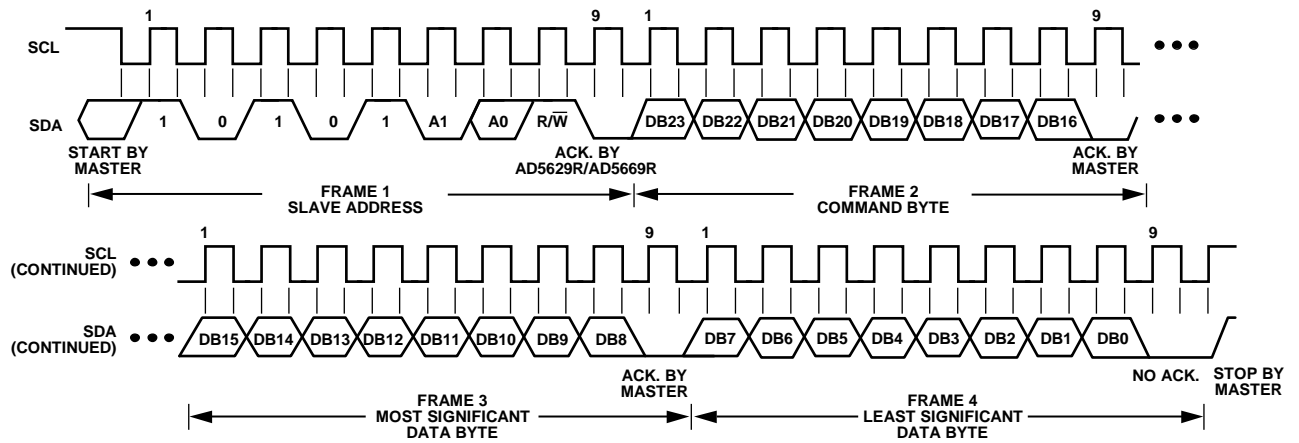 1 9 1 9
SCL
SDA
1 0 1 0 1 A1 A0 R/W̅ DB23 DB22 DB21 DB20 DB19 DB18 DB17 DB16
START BY
MASTER
ACK. BY
AD5629R/AD5669R
ACK. BY
MASTER
FRAME 1
SLAVE ADDRESS
FRAME 2
COMMAND BYTE
1 9 1 9
SCL
(CONTINUED)
SDA
(CONTINUED)
DB15 DB14 DB13 DB12 DB11 DB10 DB9 DB8 DB7 DB6 DB5 DB4 DB3 DB2 DB1 DB0
ACK. BY
MASTER
NO ACK.
STOP BY
MASTER
FRAME 3
MOST SIGNIFICANT
DATA BYTE
FRAME 4
LEAST SIGNIFICANT
DATA BYTE